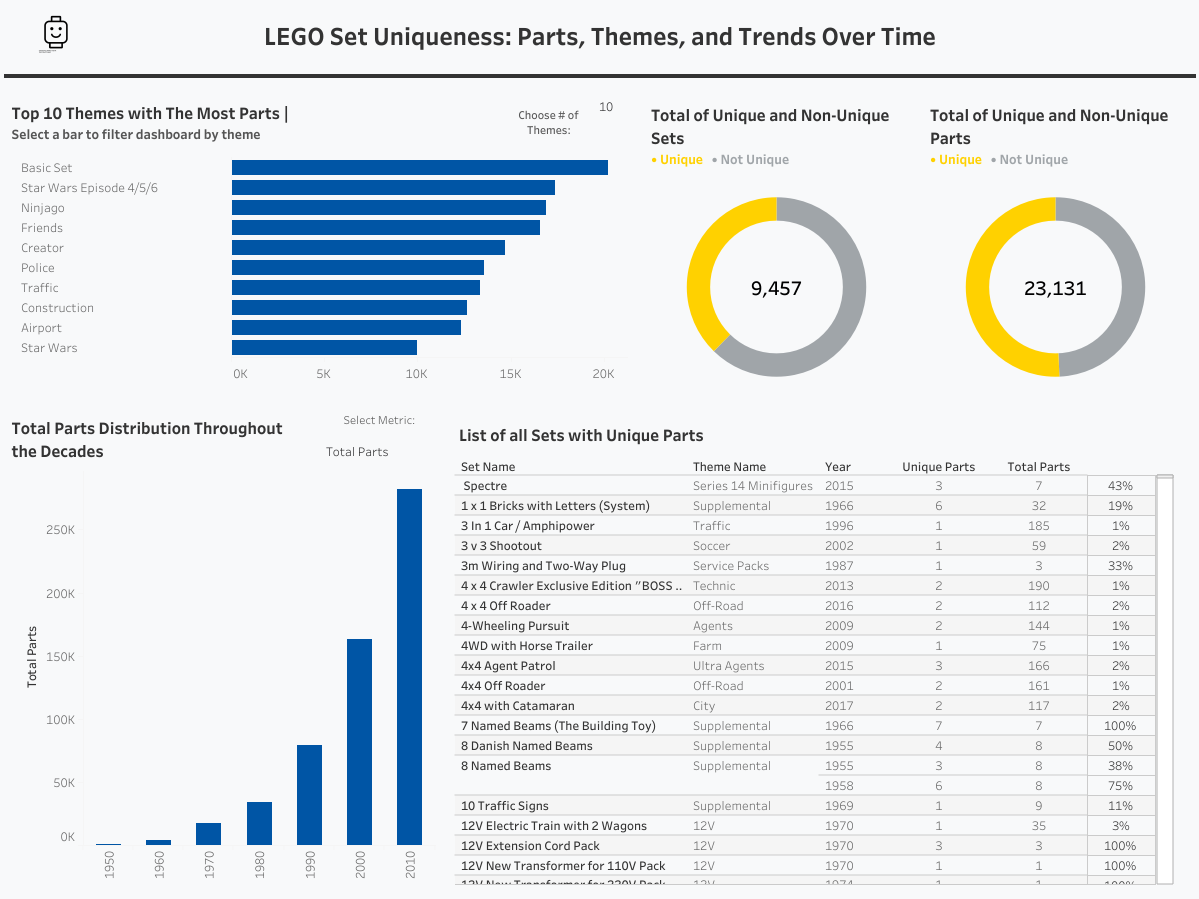 LEGO Set Uniqueness: Parts, Themes, and Trends Over Time
Top 10 Themes with The Most Parts |
Select a bar to filter dashboard by theme
Choose # of
Themes:
10
Basic Set
Star Wars Episode 4/5/6
Ninjago
Friends
Creator
Police
Traffic
Construction
Airport
Star Wars
0K 5K 10K 15K 20K
Total of Unique and Non-Unique
Sets
• Unique • Not Unique
9,457
Total of Unique and Non-Unique
Parts
• Unique • Not Unique
23,131
Total Parts Distribution Throughout
the Decades
Select Metric:
Total Parts
Total Parts
250K
200K
150K
100K
50K
0K
1950 1960 1970 1980 1990 2000 2010
List of all Sets with Unique Parts
Set Name Theme Name Year Unique Parts Total Parts
Spectre Series 14 Minifigures 2015 3 7 43%
1 x 1 Bricks with Letters (System) Supplemental 1966 6 32 19%
3 In 1 Car / Amphipower Traffic 1996 1 185 1%
3 v 3 Shootout Soccer 2002 1 59 2%
3m Wiring and Two-Way Plug Service Packs 1987 1 3 33%
4 x 4 Crawler Exclusive Edition "BOSS .. Technic 2013 2 190 1%
4 x 4 Off Roader Off-Road 2016 2 112 2%
4-Wheeling Pursuit Agents 2009 2 144 1%
4WD with Horse Trailer Farm 2009 1 75 1%
4x4 Agent Patrol Ultra Agents 2015 3 166 2%
4x4 Off Roader Off-Road 2001 2 161 1%
4x4 with Catamaran City 2017 2 117 2%
7 Named Beams (The Building Toy) Supplemental 1966 7 7 100%
8 Danish Named Beams Supplemental 1955 4 8 50%
8 Named Beams Supplemental 1955 3 8 38%
1958 6 8 75%
10 Traffic Signs Supplemental 1969 1 9 11%
12V Electric Train with 2 Wagons 12V 1970 1 35 3%
12V Extension Cord Pack 12V 1970 3 3 100%
12V New Transformer for 110V Pack 12V 1970 1 1 100%
12V New Transformer for 220V Pack 12V 1974 1 1 100%